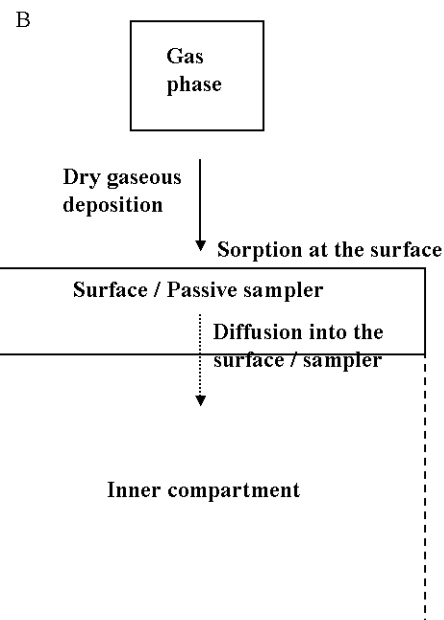 B
Gas
phase
Dry gaseous
deposition
Sorption at the surface
Surface / Passive sampler
Diffusion into the
surface / sampler
Inner compartment